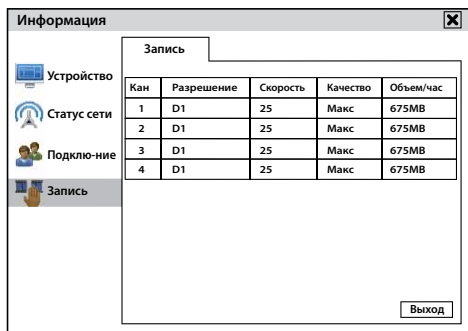 Информация
Запись
Устройство
Статус сети
Подклю-ние
Запись
Кан Разрешение Скорость Качество Объем/час
1 D1 25 Макс 675MB
2 D1 25 Макс 675MB
3 D1 25 Макс 675MB
4 D1 25 Макс 675MB
Выход